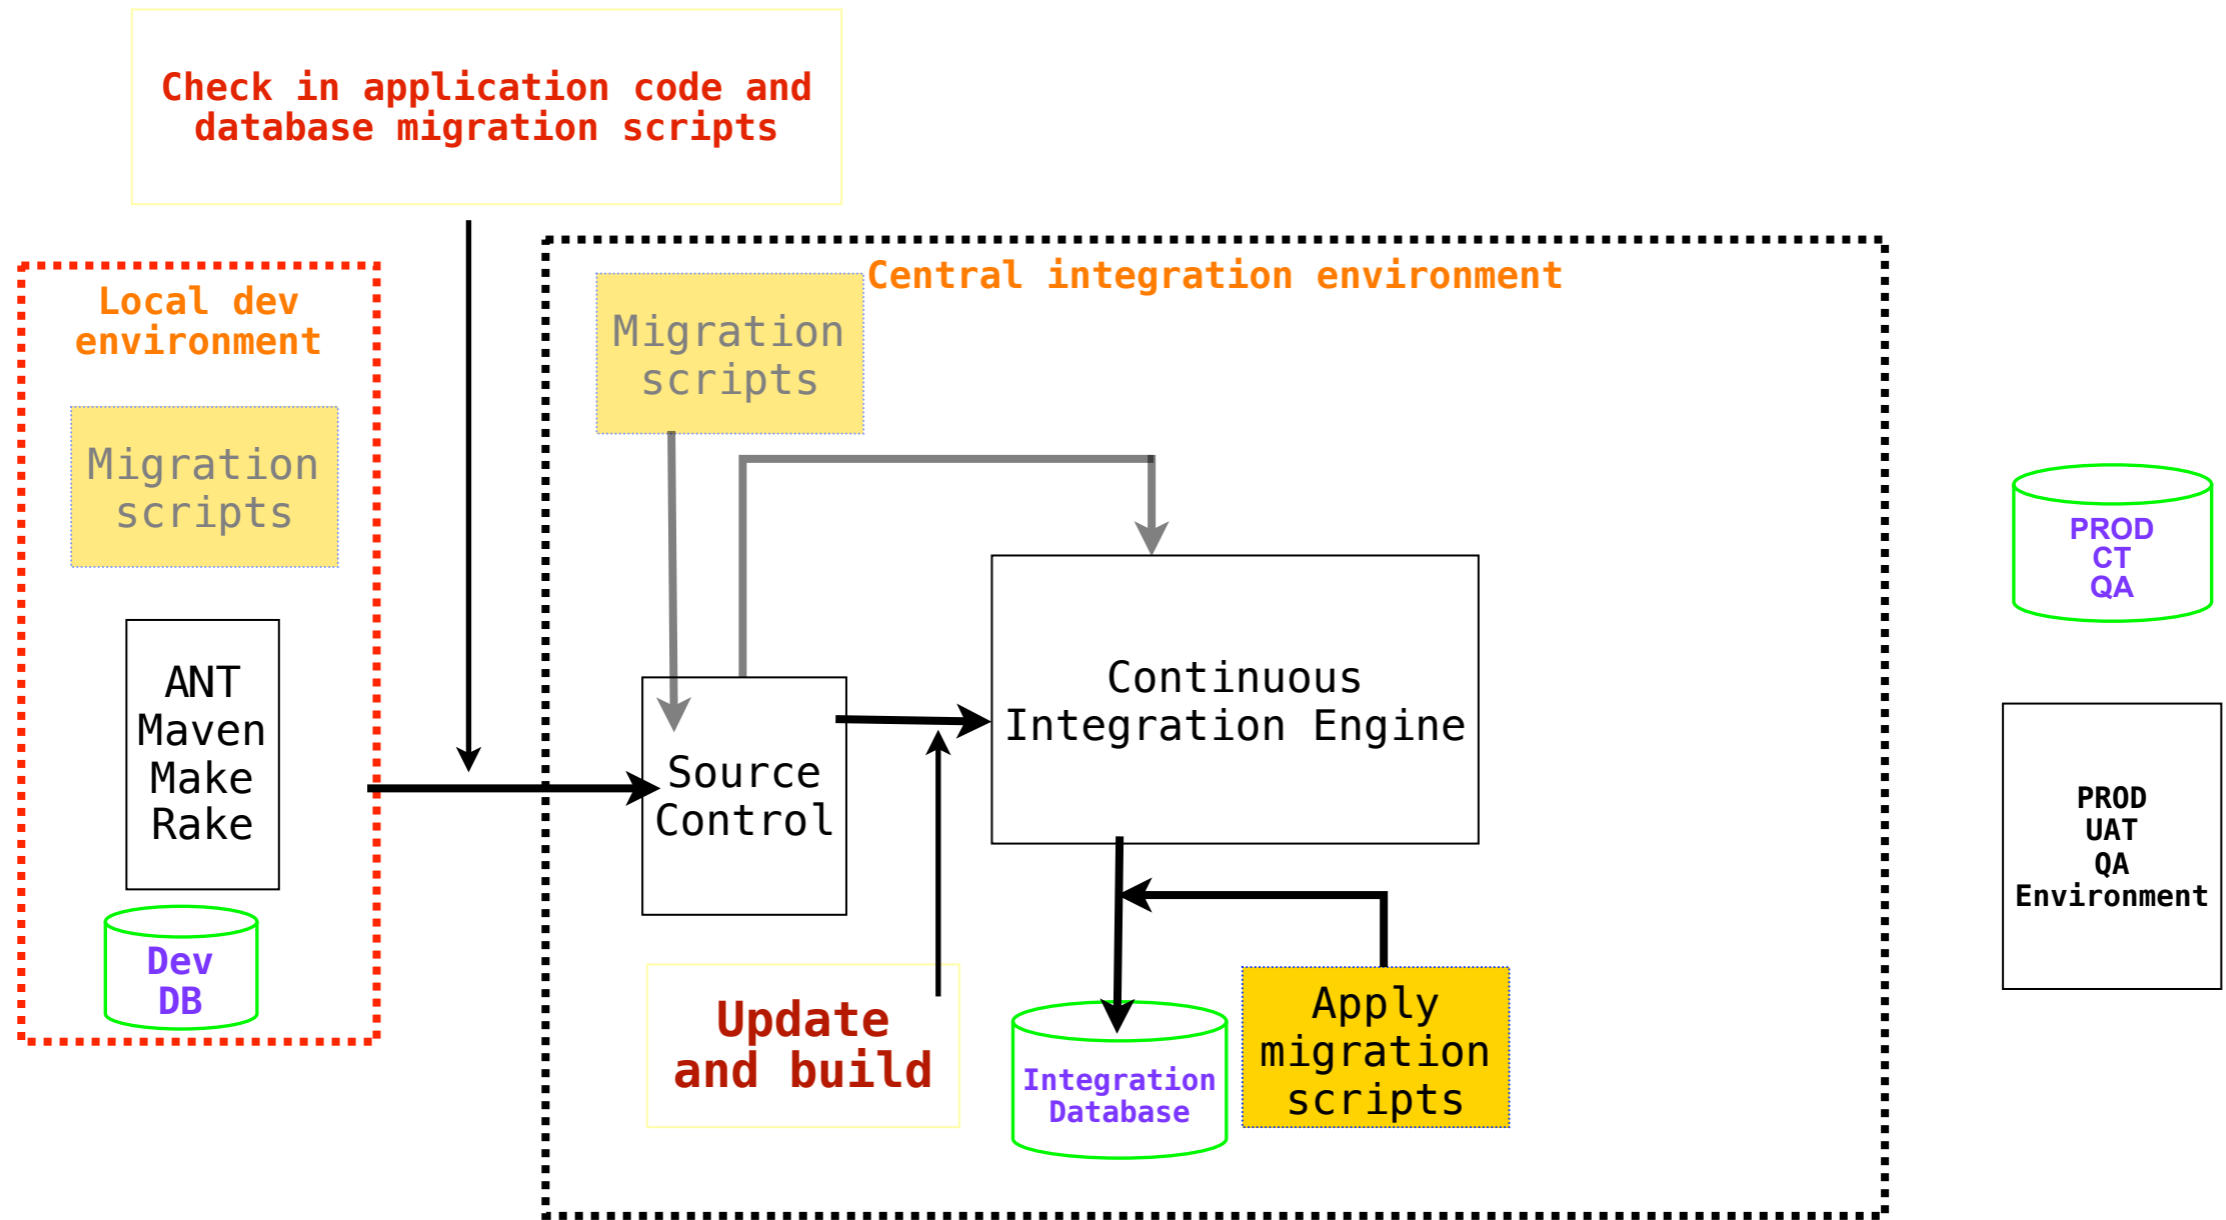 Check in application code and
database migration scripts
Local dev
environment
Migration
scripts
ANT
Maven
Make
Rake
Dev
DB
Central integration environment
Migration
scripts
Source
Control
Continuous
Integration Engine
Update
and build
Integration
Database
Apply
migration
scripts
PROD
CT
QA
PROD
UAT
QA
Environment